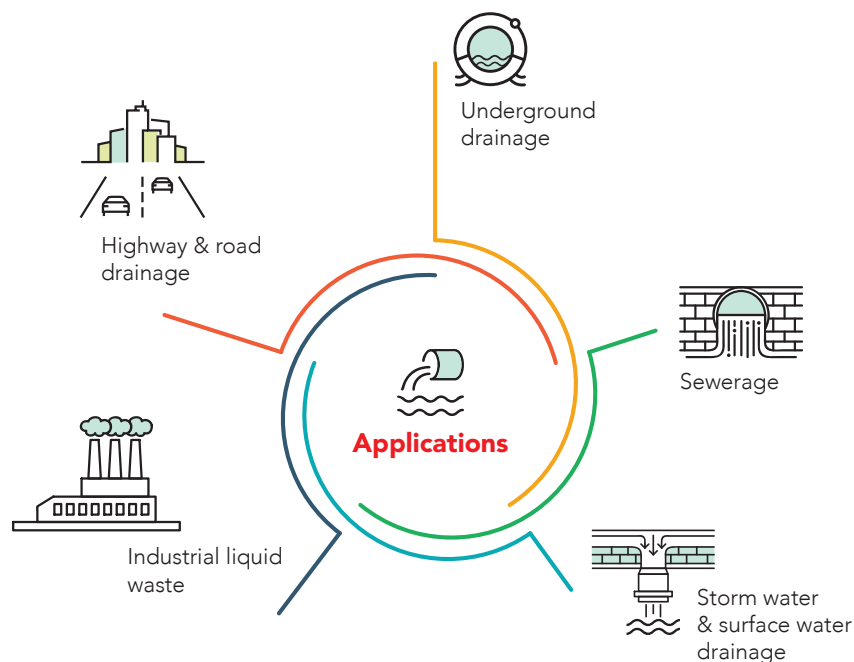 Underground
drainage
Highway & road
drainage
Sewerage
Applications
Industrial liquid
waste
Storm water
& surface water
drainage